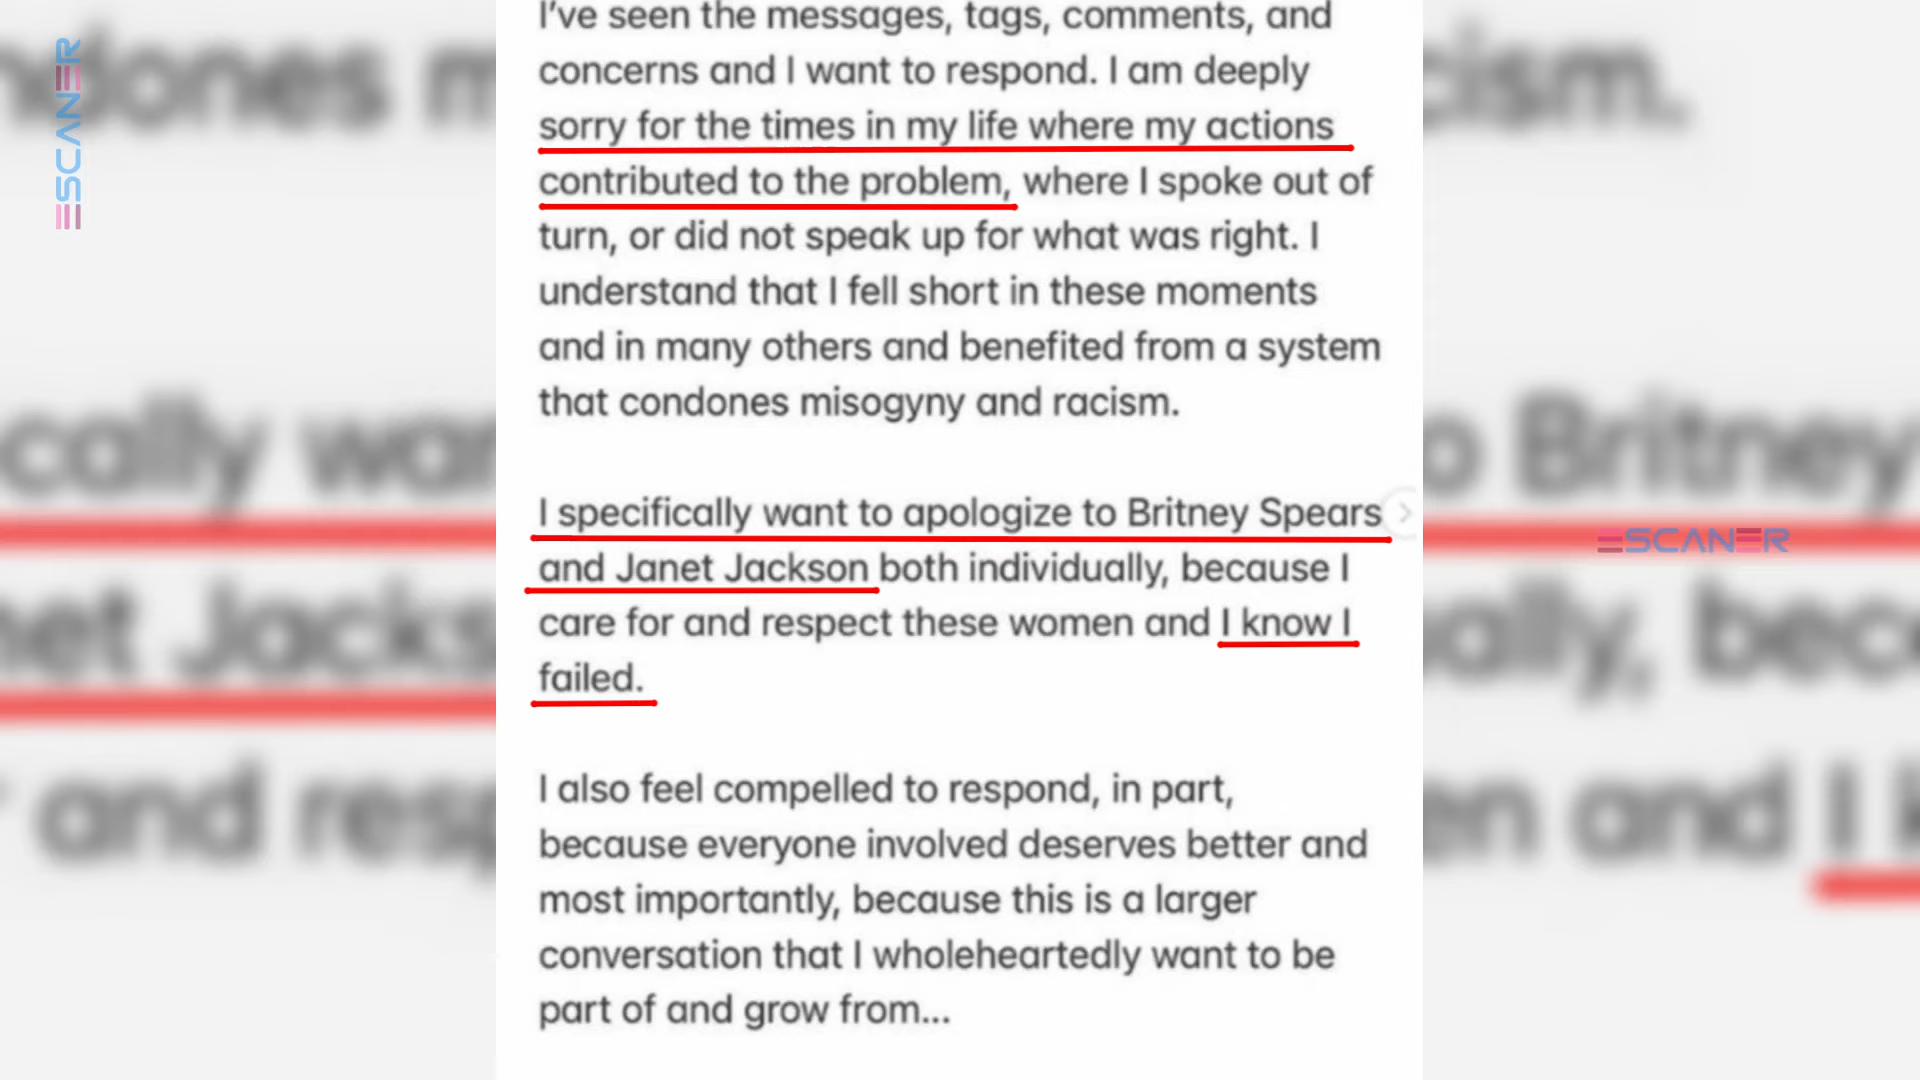 I've seen the messages, tags, comments, and
concerns and I want to respond. I am deeply
sorry for the times in my life where my actions
contributed to the problem, where I spoke out of
turn, or did not speak up for what was right. I
understand that I fell short in these moments
and in many others and benefited from a system
that condones misogyny and racism.
I specifically want to apologize to Britney Spears
and Janet Jackson both individually, because I
care for and respect these women and I know I
failed.
I also feel compelled to respond, in part,
because everyone involved deserves better and
most importantly, because this is a larger
conversation that I wholeheartedly want to be
part of and grow from...
ESCANER
ESCANER